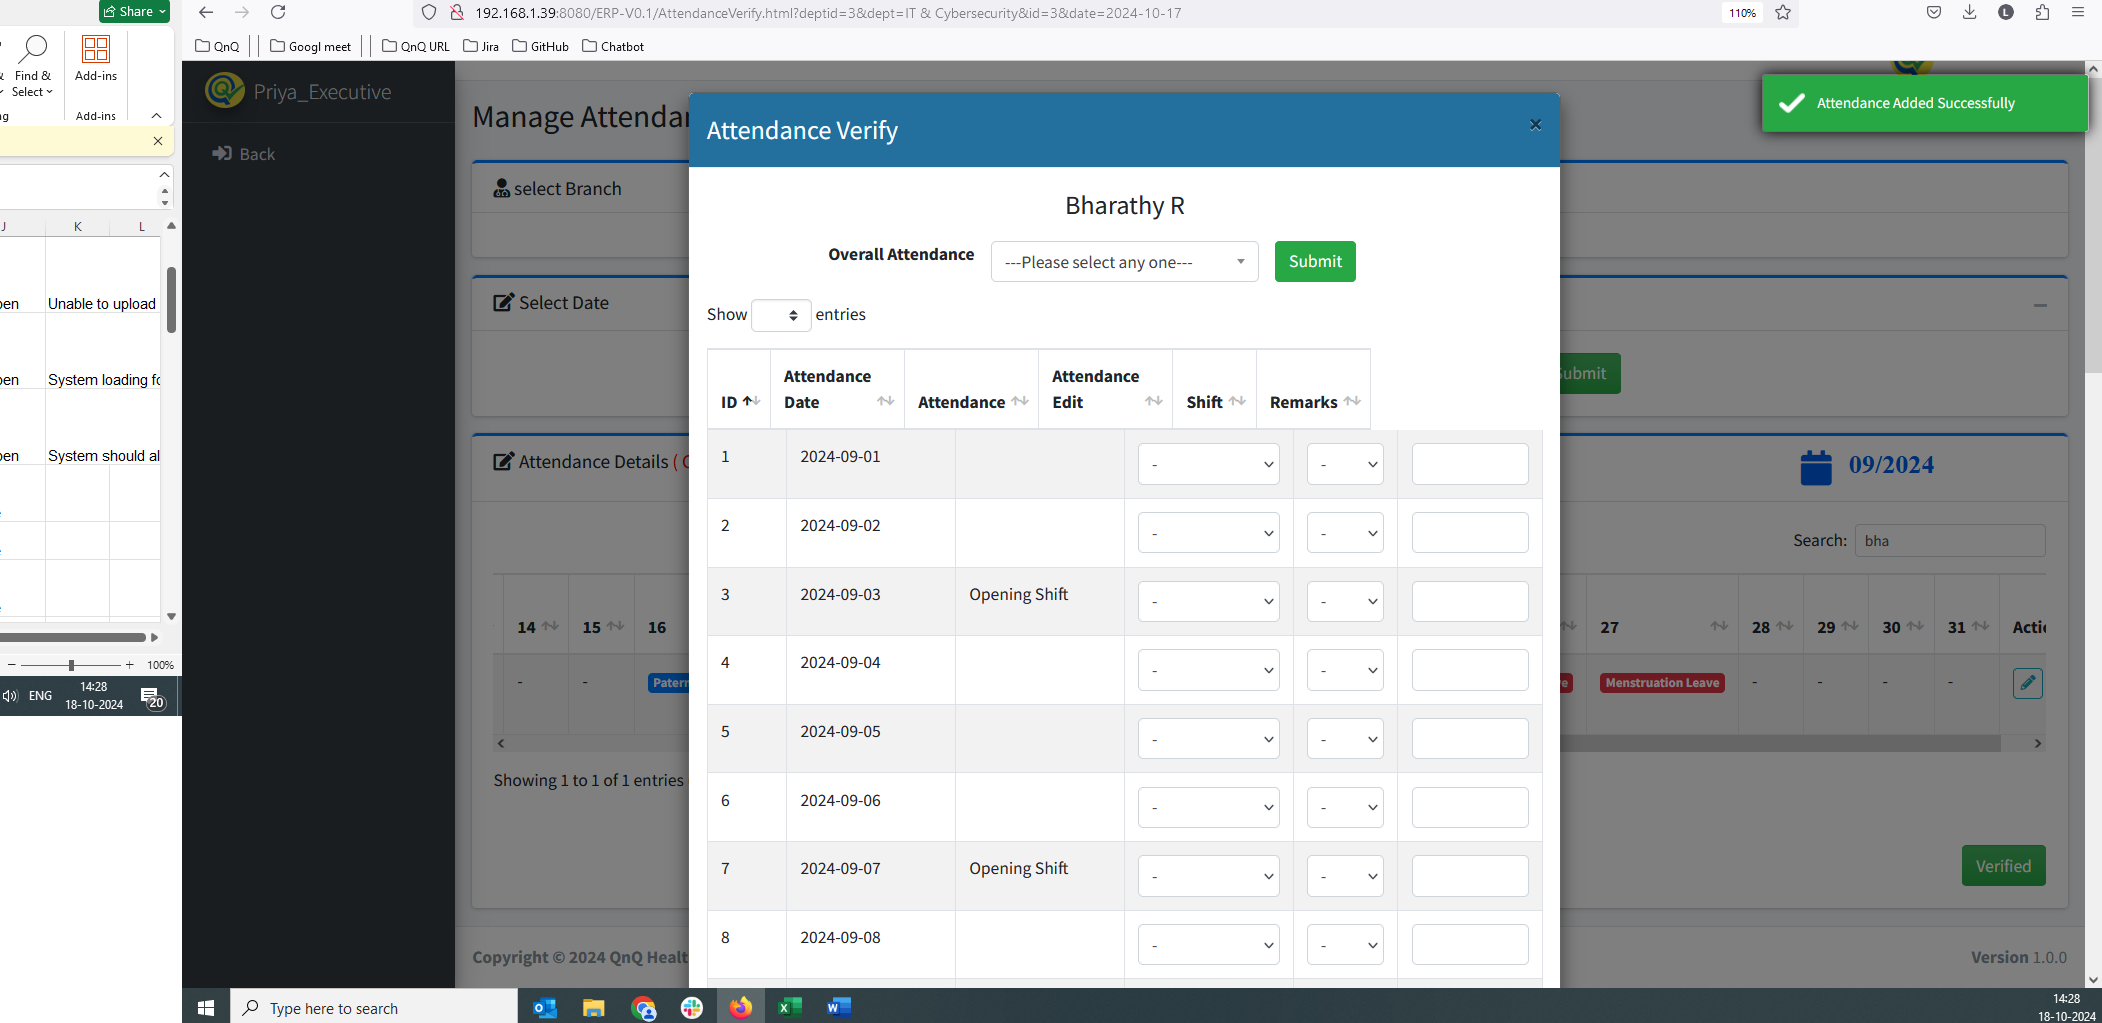 Share
192.168.1.39:8080/ERP-V0.1/AttendanceVerify.html?deptid=3&dept=IT & Cybersecurity&id=3&date=2024-10-17
110%
QnQ
Googl meet
QnQ URL
Jira
GitHub
Chatbot
Find &
Select
Add-ins
Add-ins
J K L
Unable to upload
System loading
System should al
100%
ENG
14:28
18-10-2024
20
Priya_Executive
Back
Manage
select Branch
Select Date
Attendance Details (
Attendance Added Successfully
Attendance Verify
×
Bharathy R
Overall Attendance
---Please select any one---
Submit
Show
entries
ID
Attendance Date
Attendance
Attendance Edit
Shift
Remarks
1 2024-09-01 - -
2 2024-09-02 - -
3 2024-09-03 Opening Shift - -
4 2024-09-04 - -
5 2024-09-05 - -
6 2024-09-06 - -
7 2024-09-07 Opening Shift - -
8 2024-09-08 - -
09/2024
Search: bha
14 15 16 27 28 29 30 31
- - Menstruation Leave - - - -
Showing 1 to 1 of 1 entries
Verified
Copyright © 2024 QnQ
Version 1.0.0
Type here to search
14:28
18-10-2024